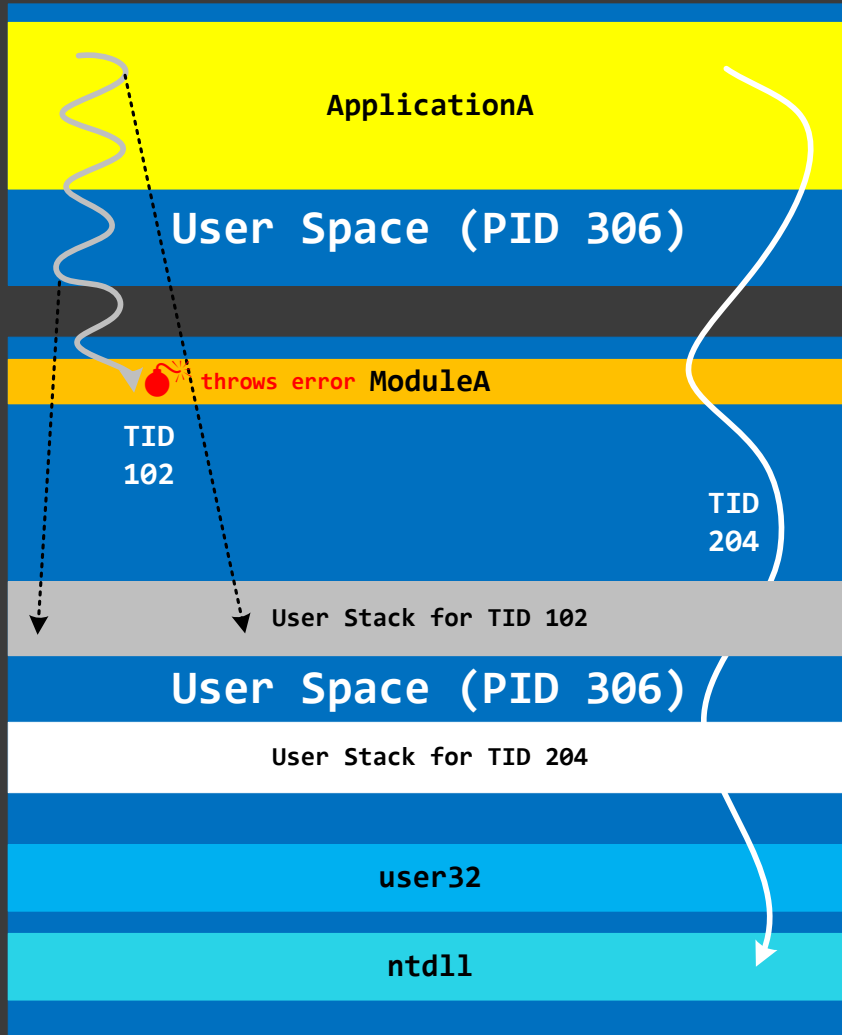 ApplicationA
User Space (PID 306)
throws error ModuleA
TID
102
TID
204
User Stack for TID 102
User Space (PID 306)
User Stack for TID 204
user32
ntdll